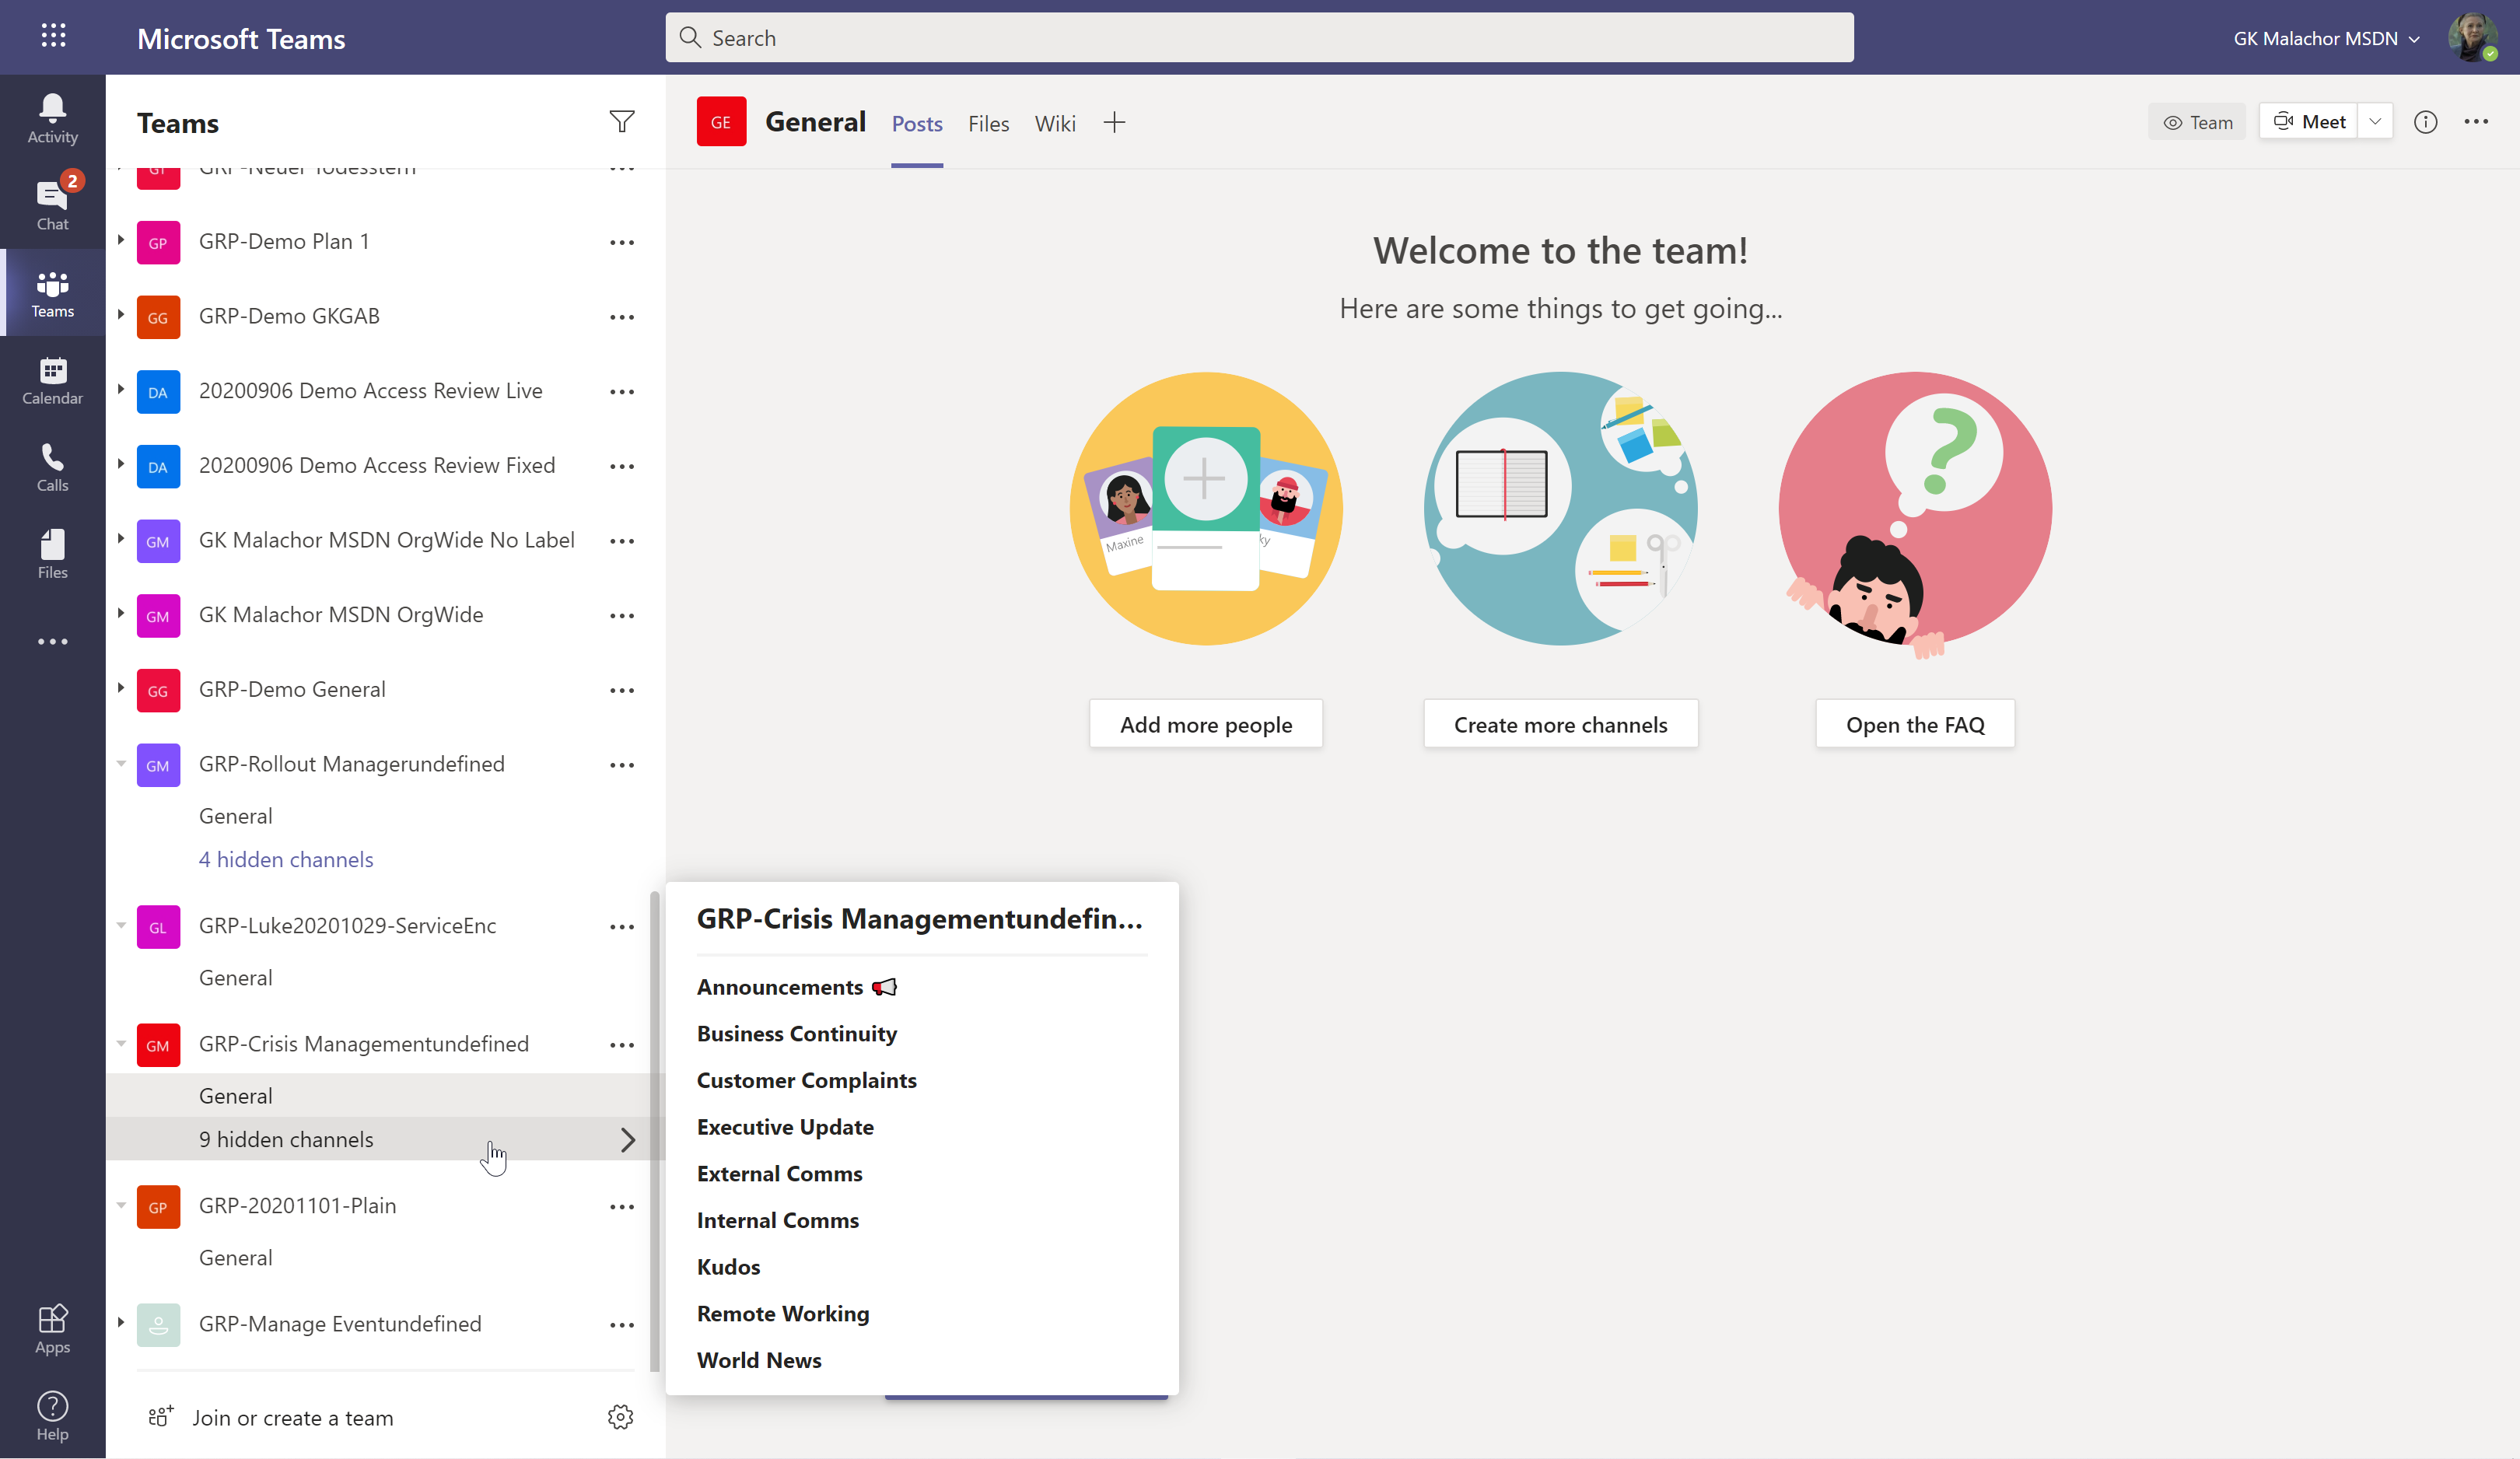 Microsoft Teams
Search
GK Malachor MSDN
Activity
2
Chat
Teams
Calendar
Calls
Files
Apps
Help
Teams
GT GRP-Neuer Todesstern
GP GRP-Demo Plan 1
GG GRP-Demo GKGAB
DA 20200906 Demo Access Review Live
DA 20200906 Demo Access Review Fixed
GM GK Malachor MSDN OrgWide No Label
GM GK Malachor MSDN OrgWide
GG GRP-Demo General
GM GRP-Rollout Managerundefined
General
4 hidden channels
GL GRP-Luke20201029-ServiceEnc
General
GM GRP-Crisis Managementundefined
General
9 hidden channels
GP GRP-20201101-Plain
General
GRP-Manage Eventundefined
Join or create a team
GE General Posts Files Wiki
Team Meet
Welcome to the team!
Here are some things to get going...
Maxine
ky
Add more people
Create more channels
Open the FAQ
GRP-Crisis Managementundefin...
Announcements
Business Continuity
Customer Complaints
Executive Update
External Comms
Internal Comms
Kudos
Remote Working
World News